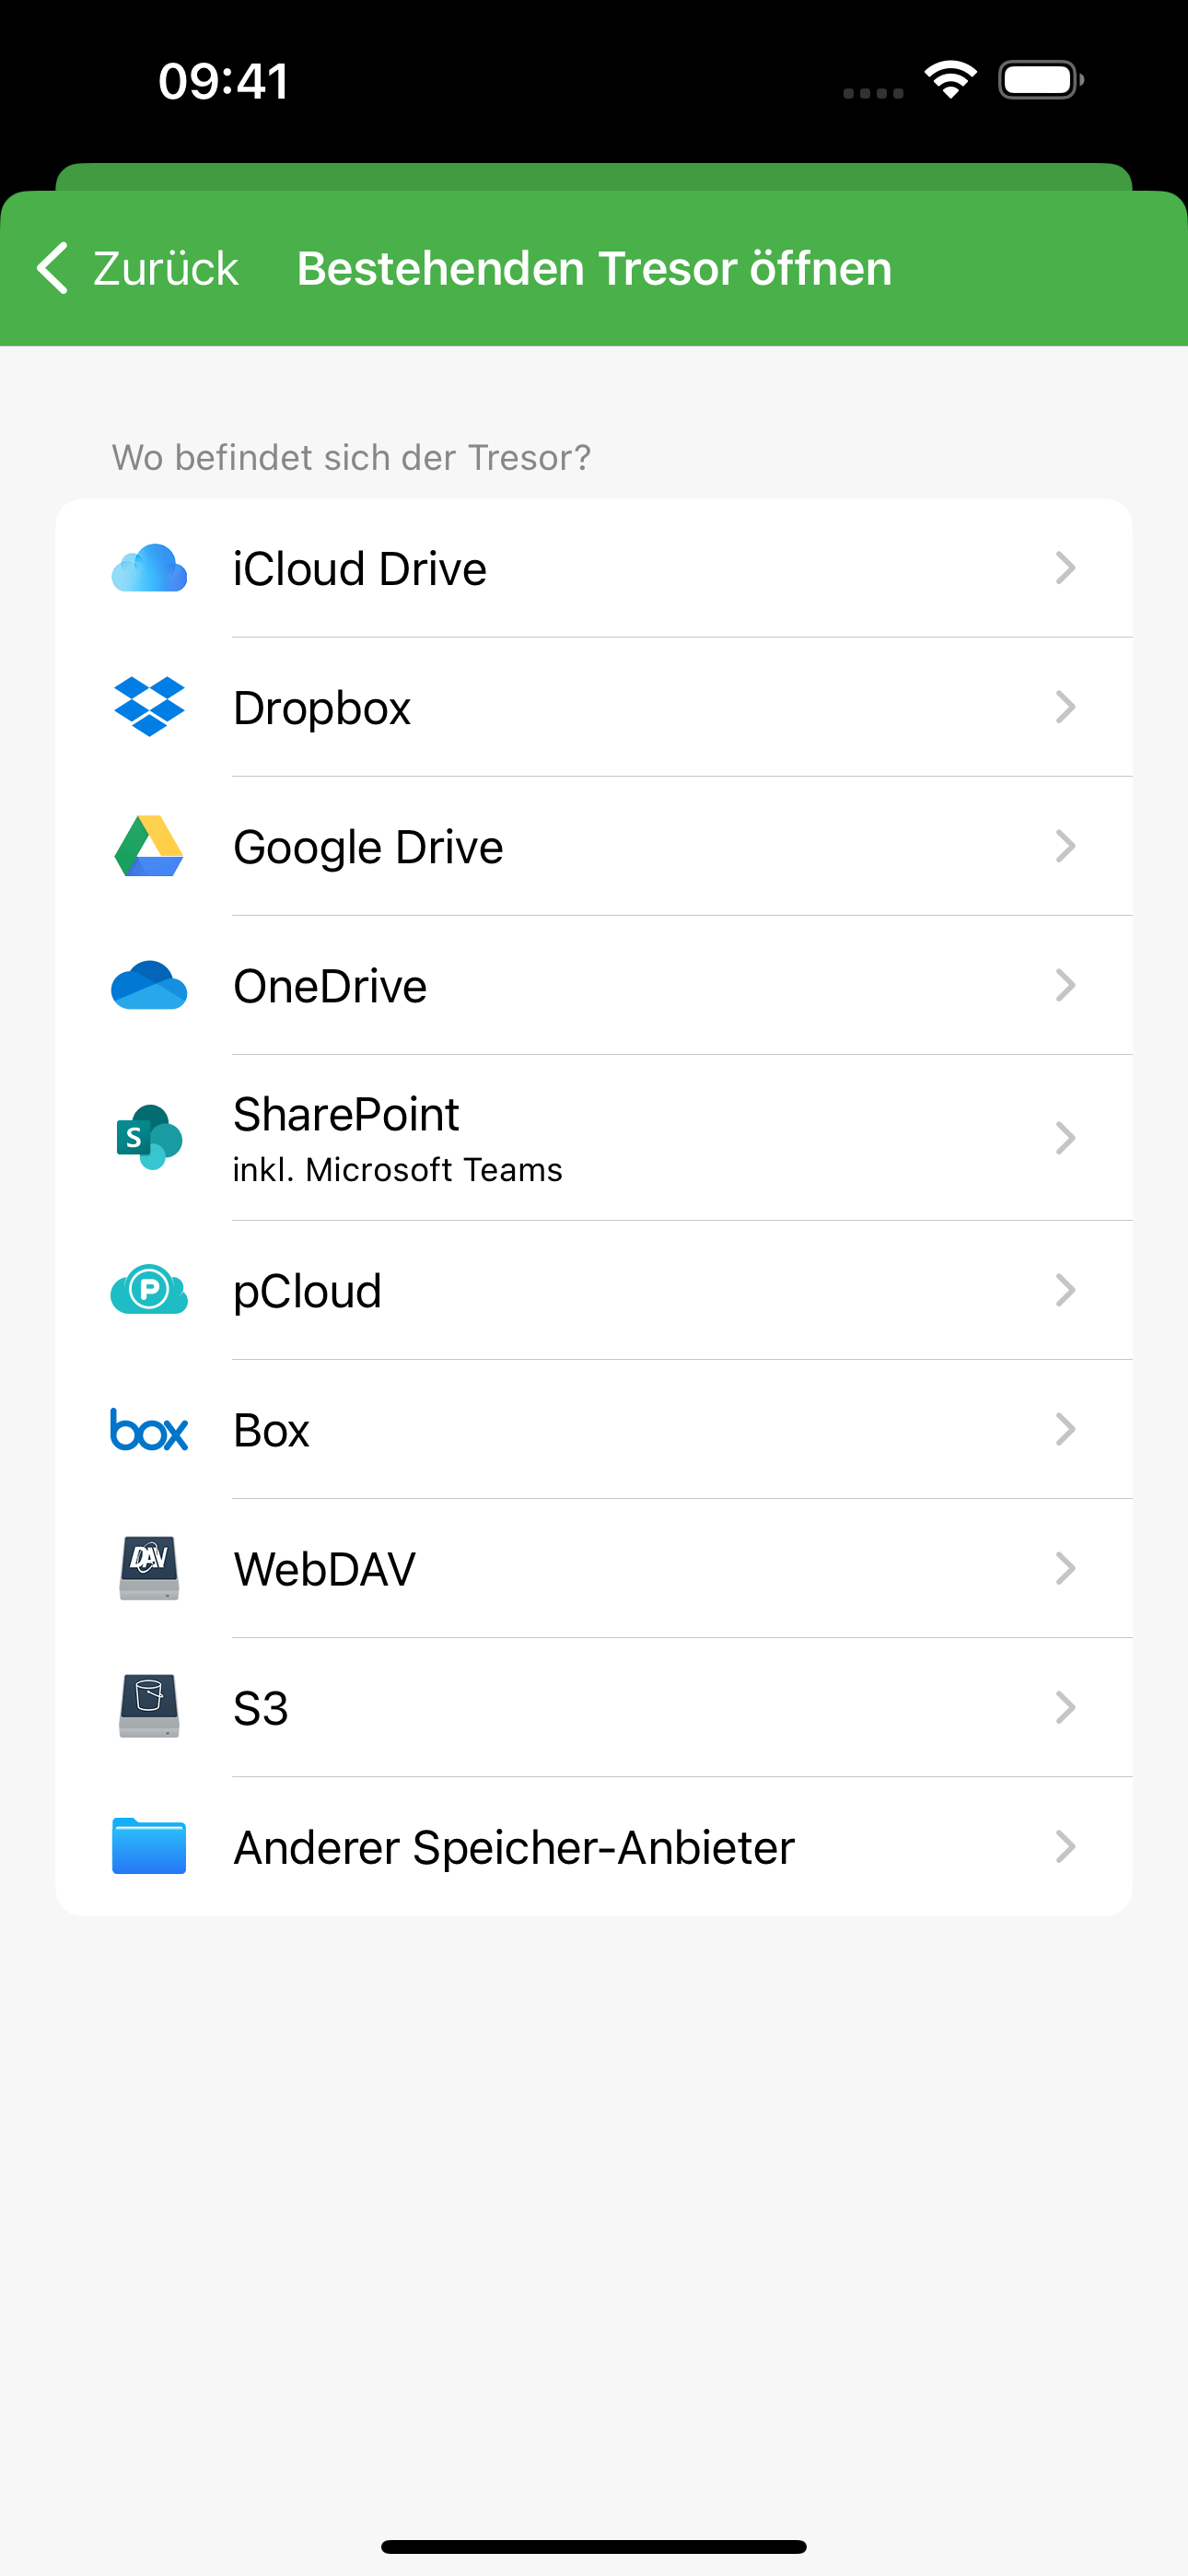 09:41
Zurück
Bestehenden Tresor öffnen
Wo befindet sich der Tresor?
iCloud Drive
Dropbox
Google Drive
OneDrive
S
SharePoint
inkl. Microsoft Teams
P
pCloud
box
Box
DAV
WebDAV
S3
Anderer Speicher-Anbieter